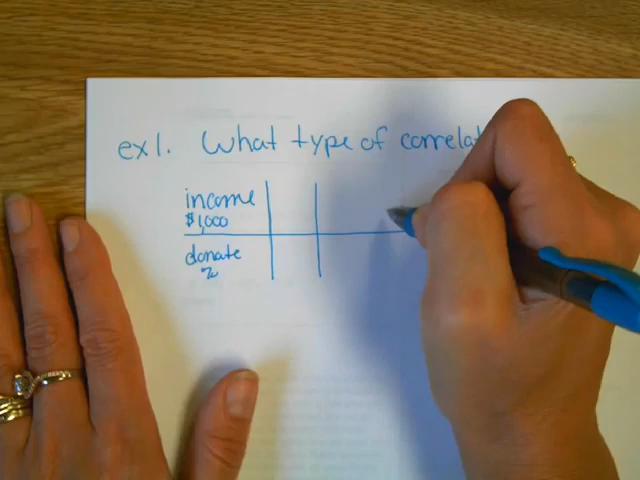 ex1. What type of correlat
income
$1,000
donate
%